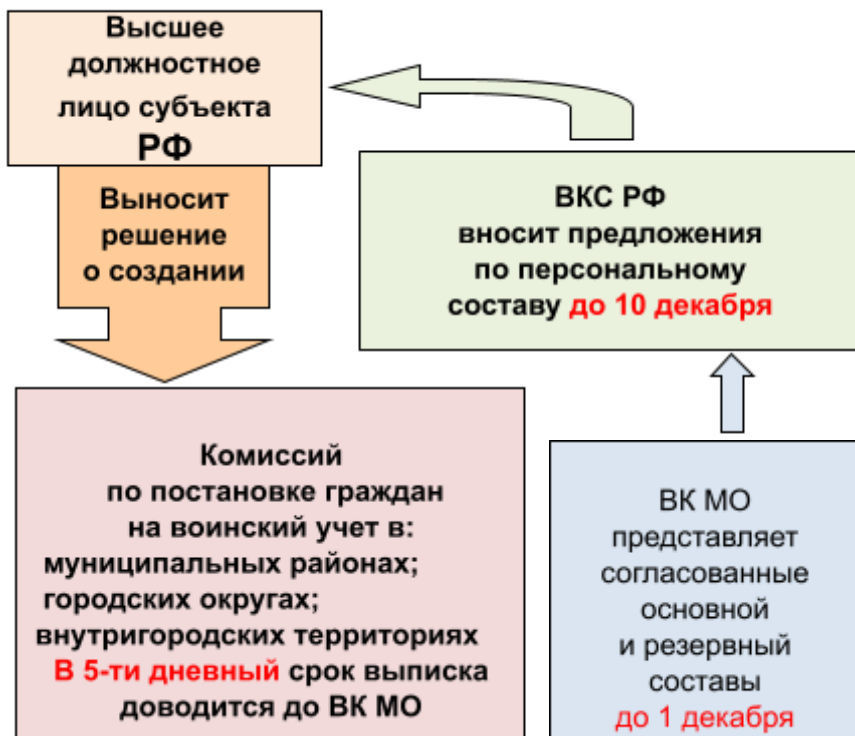 Высшее
должностное
лицо субъекта
РФ
Выносит
решение
о создании
ВКС РФ
вносит предложения
по персональному
составу до 10 декабря
Комиссий
по постановке граждан
на воинский учет в:
муниципальных районах;
городских округах;
внутригородских территориях
В 5-ти дневный срок выписка
доводится до ВК МО
ВК МО
представляет
согласованные
основной
и резервный
составы
до 1 декабря